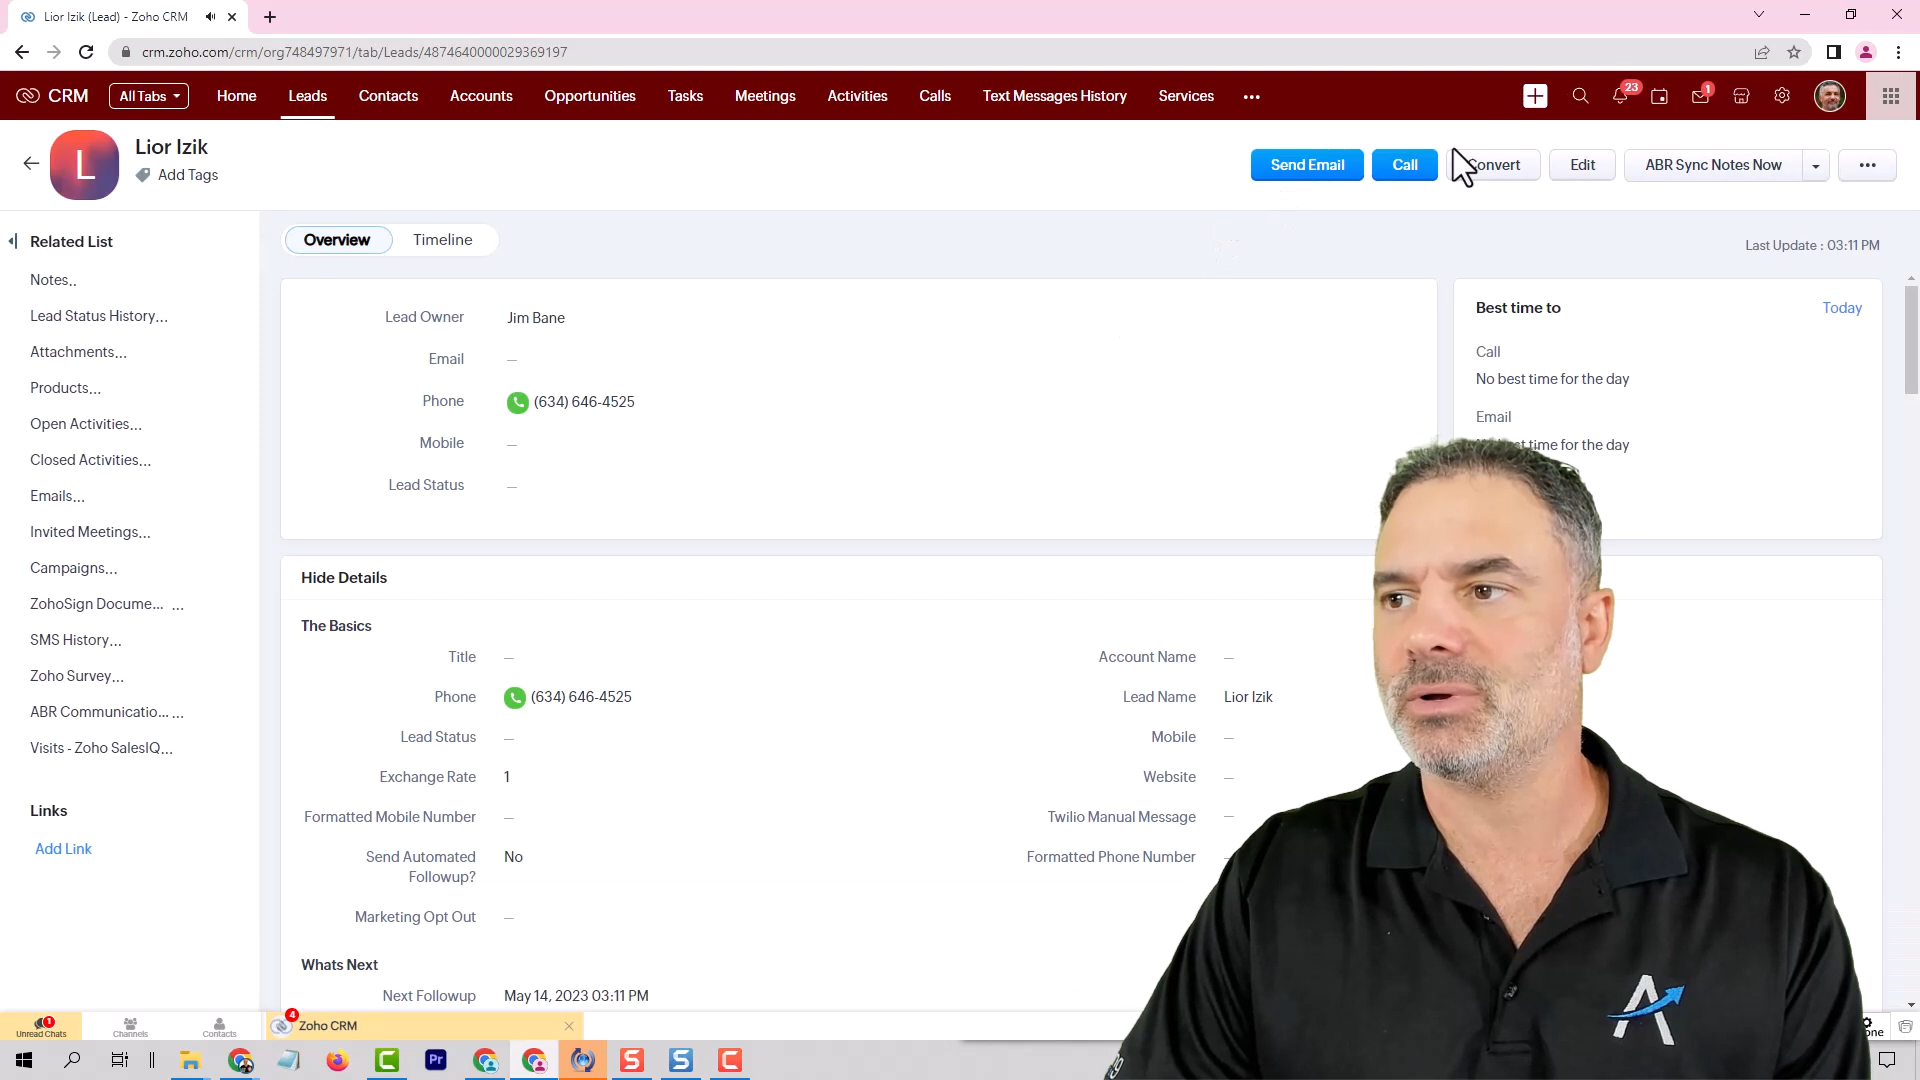 Lior Izik (Lead) - Zoho CRM
crm.zoho.com/crm/org748497971/tab/Leads/4874640000029369197
CRM
All Tabs
Home
Leads
Contacts
Accounts
Opportunities
Tasks
Meetings
Activities
Calls
Text Messages History
Services
23
1
L
Lior Izik
Add Tags
Send Email
Call
Convert
Edit
ABR Sync Notes Now
Related List
Notes..
Lead Status History...
Attachments...
Products...
Open Activities...
Closed Activities...
Emails...
Invited Meetings...
Campaigns...
ZohoSign Docume... ...
SMS History...
Zoho Survey...
ABR Communicatio... ...
Visits - Zoho SalesIQ...
Links
Add Link
Overview
Timeline
Last Update : 03:11 PM
Lead Owner
Jim Bane
Email
—
Phone
(634) 646-4525
Mobile
—
Lead Status
—
Best time to
Today
Call
No best time for the day
Email
best time for the day
Hide Details
The Basics
Title
—
Account Name
—
Phone
(634) 646-4525
Lead Name
Lior Izik
Lead Status
—
Mobile
—
Exchange Rate
1
Website
—
Formatted Mobile Number
—
Twilio Manual Message
—
Send Automated
Followup?
No
Formatted Phone Number
Marketing Opt Out
—
Whats Next
Next Followup
May 14, 2023 03:11 PM
1
Unread Chats
Channels
Contacts
4
Zoho CRM
Pr
S
S
C
A